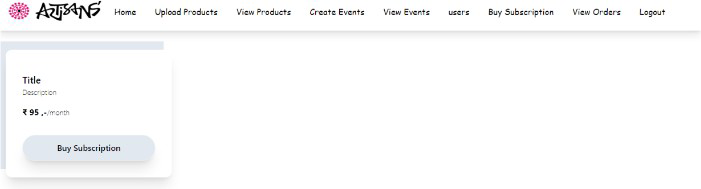 ARTISANS Home Upload Products View Products Create Events View Events users Buy Subscription View Orders Logout
Title
Description
₹ 95 ,-/month
Buy Subscription